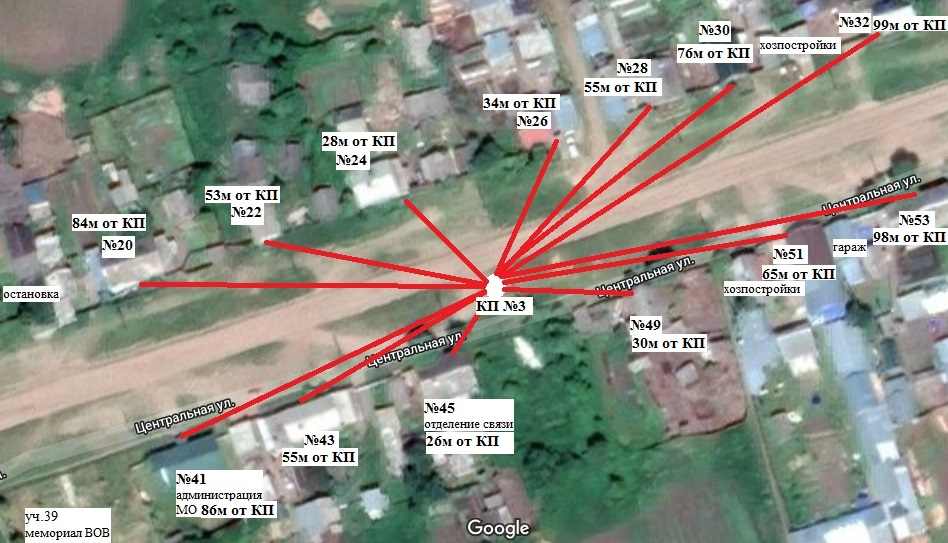 №32 99м от КП
№30
76м от КП
хозпостройки
№28
55м от КП
34м от КП
№26
28м от КП
№24
53м от КП
№22
84м от КП
№20
остановка
Центральная ул.
№53
98м от КП
гараж
№51
65м от КП
хозпостройки
Центральная ул.
КП №3
№49
30м от КП
Центральная ул.
№45
отделение связи
26м от КП
Центральная ул.
№43
55м от КП
№41
администрация
МО 86м от КП
уч.39
мемориал ВОВ
Google